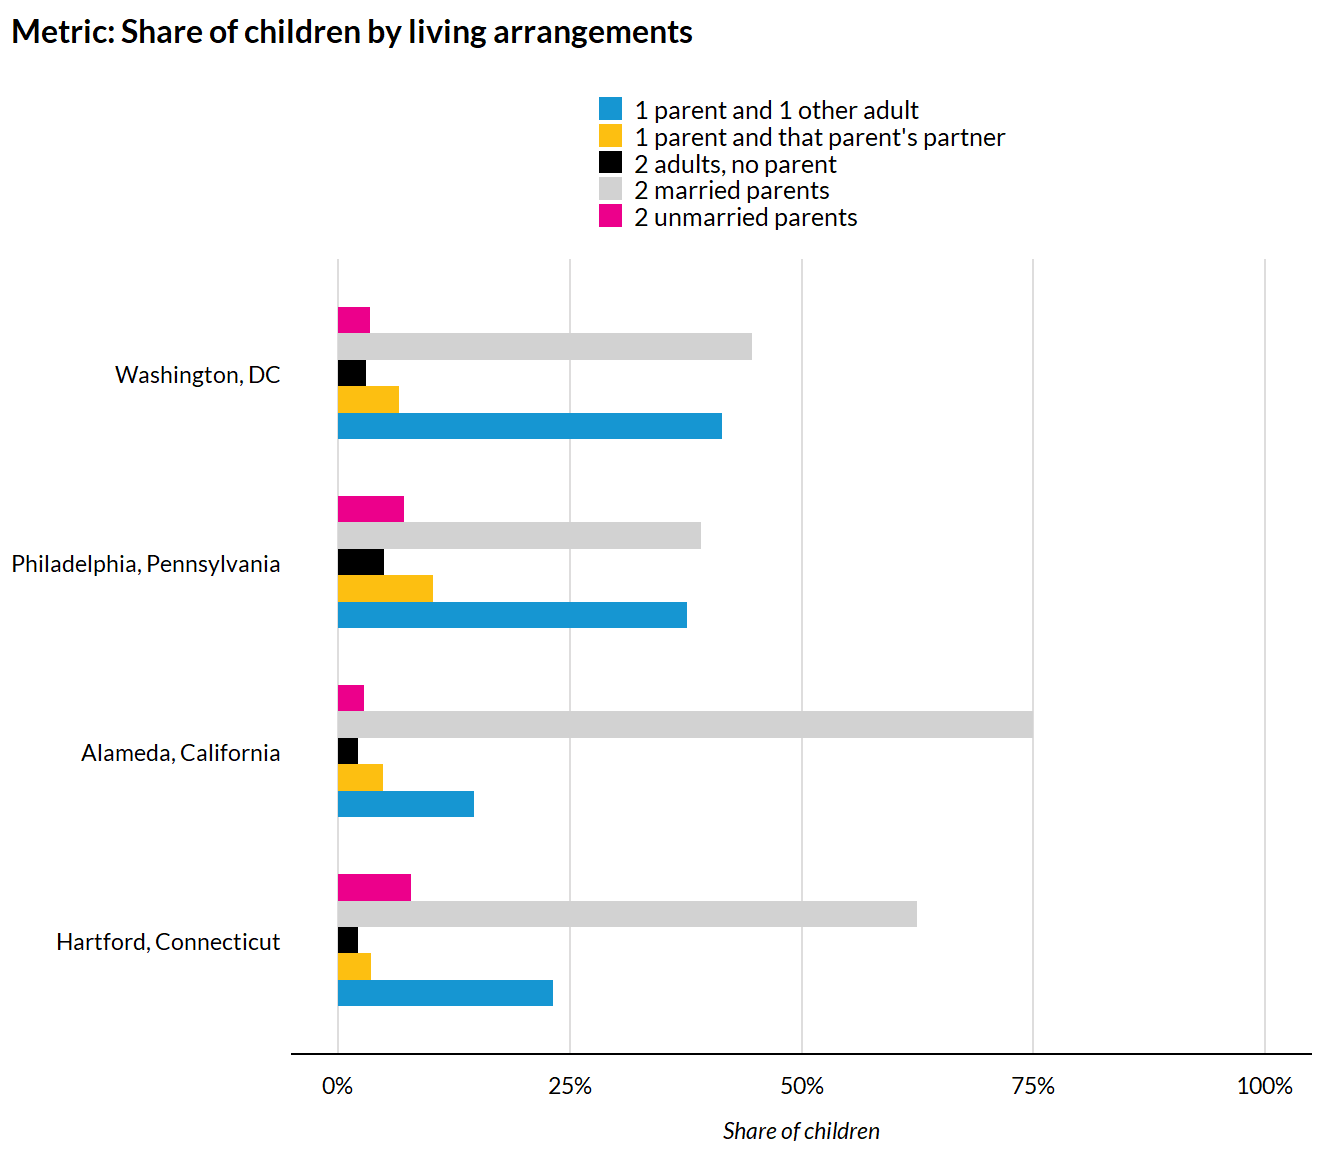 Metric: Share of children by living arrangements
1 parent and 1 other adult
1 parent and that parent's partner
2 adults, no parent
2 married parents
2 unmarried parents
Washington, DC
Philadelphia, Pennsylvania
Alameda, California
Hartford, Connecticut
0% 25% 50% 75% 100%
Share of children